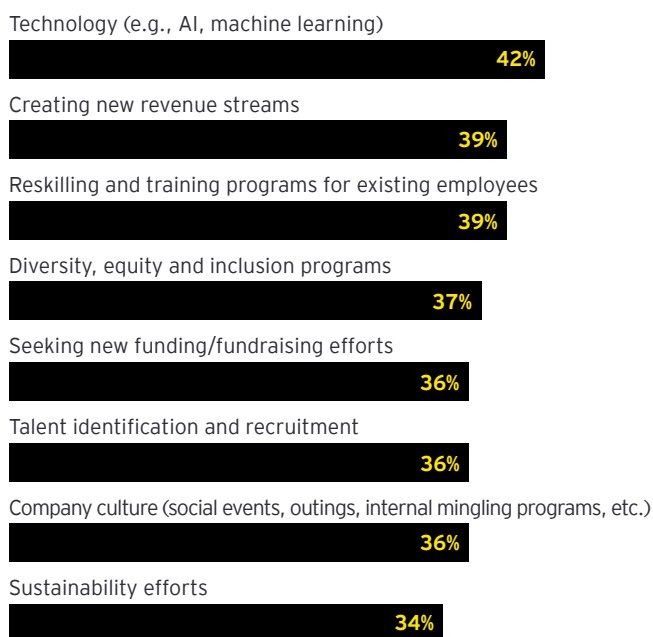 Technology (e.g., AI, machine learning)
42%
Creating new revenue streams
39%
Reskilling and training programs for existing employees
39%
Diversity, equity and inclusion programs
37%
Seeking new funding/fundraising efforts
36%
Talent identification and recruitment
36%
Company culture (social events, outings, internal mingling programs, etc.)
36%
Sustainability efforts
34%